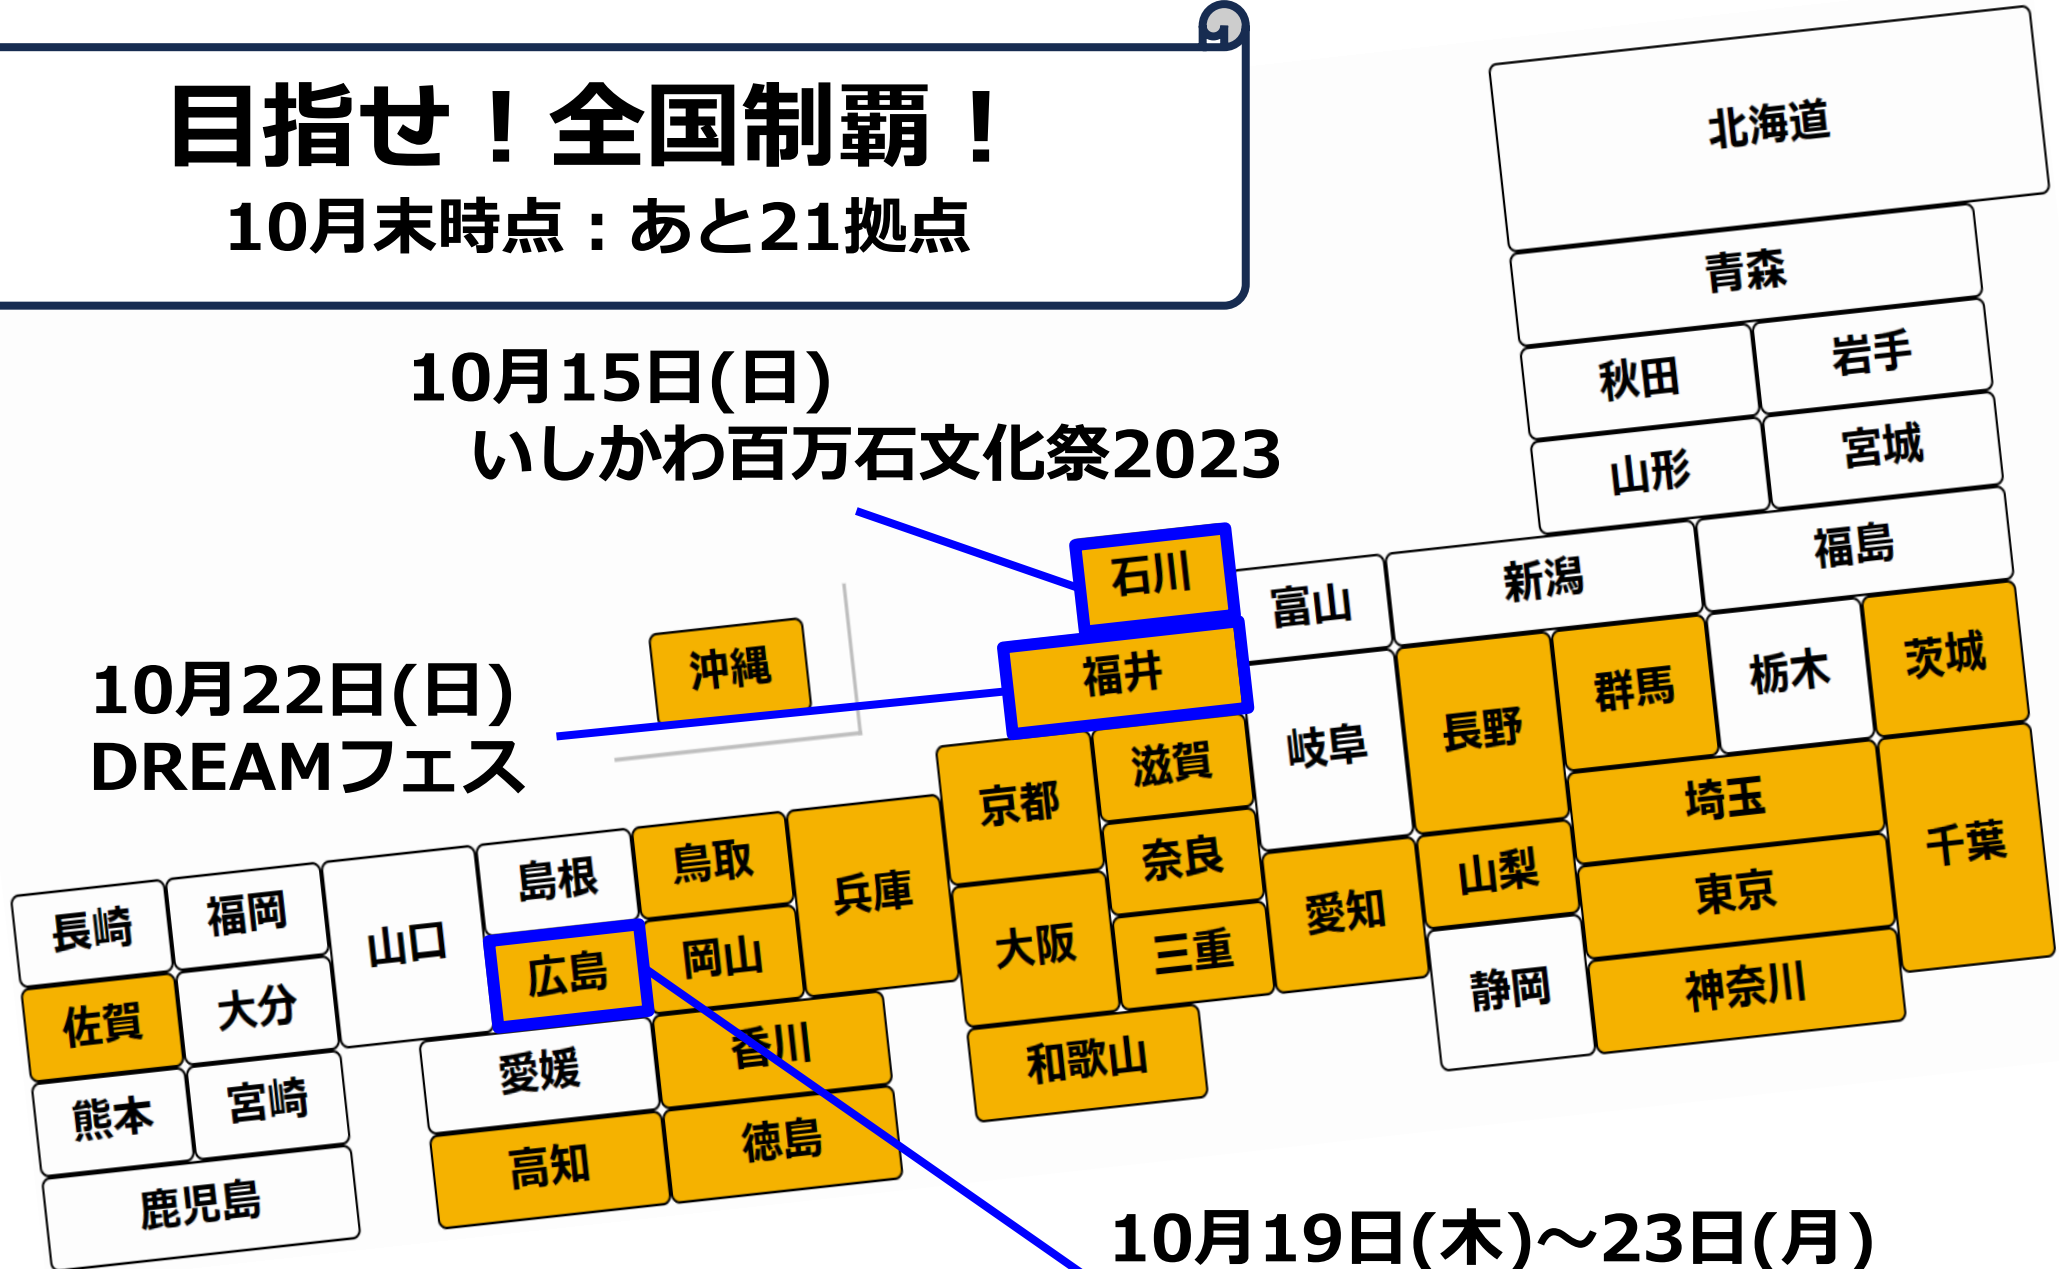 目指せ！全国制覇！
10月末時点：あと21拠点
10月15日(日)
いしかわ百万石文化祭2023
10月22日(日)
DREAMフェス
北海道
青森
秋田
岩手
山形
宮城
石川
富山
新潟
福島
沖縄
福井
岐阜
長野
群馬
栃木
茨城
京都
滋賀
埼玉
千葉
長崎
福岡
山口
島根
鳥取
兵庫
奈良
愛知
山梨
東京
佐賀
大分
広島
岡山
大阪
三重
静岡
神奈川
熊本
宮崎
愛媛
香川
和歌山
鹿児島
高知
徳島
10月19日(木)～23日(月)